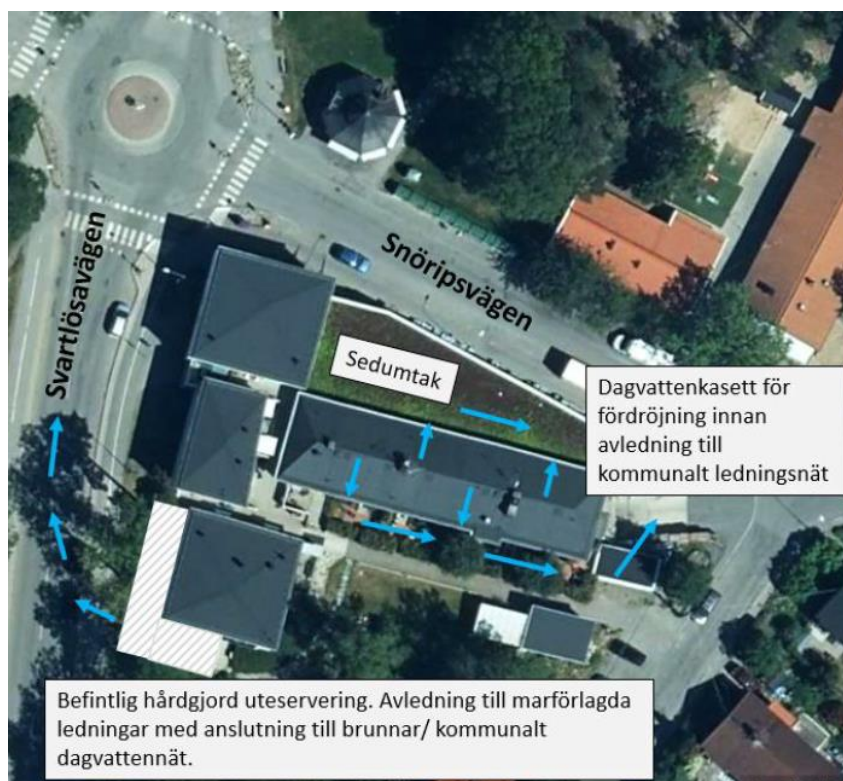 Svartlösavägen
Snöripsvägen
Sedumtak
Dagvattenkasett för
fördröjning innan
avledning till
kommunalt ledningsnät
Befintlig hårdgjord uteservering. Avledning till marförlagda
ledningar med anslutning till brunnar/ kommunalt
dagvattennät.